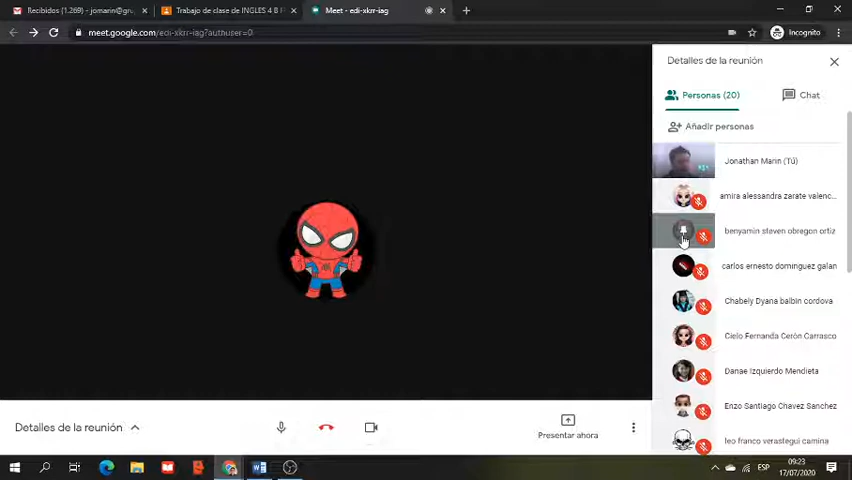 Recibidos (1.269) - jomarin@gru
Trabajo de clase de INGLES 4 B F
Meet - edi-xkrr-iag
meet.google.com/edi-xkrr-iag?authuser=0
Incognito
Detalles de la reunión
Personas (20)
Chat
Añadir personas
Jonathan Marin (Tú)
amira alessandra zarate valenc...
benyamin staven obregon ortiz
carlos ernesto dominguez galan
Chabely Dyana balbin cordova
Cielo Fernanda Cerón Carrasco
Danae Izquierdo Mendieta
Enzo Santiago Chavez Sanchez
leo franco verastegui camina
Detalles de la reunión
Presentar ahora
ESP
09:23
17/07/2020